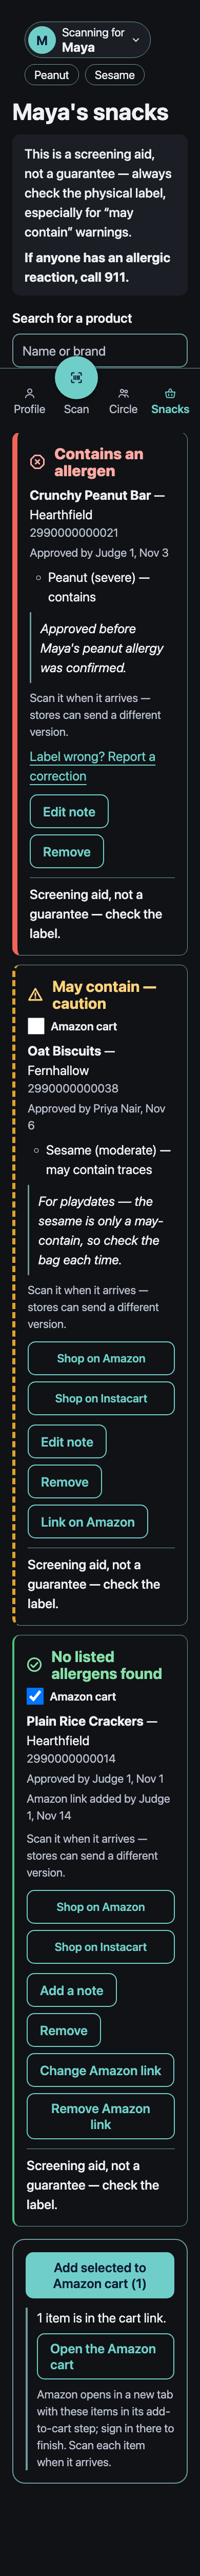 M
Scanning for
Maya
Peanut
Sesame
Maya's snacks
This is a screening aid,
not a guarantee — always
check the physical label,
especially for “may
contain” warnings.
If anyone has an allergic
reaction, call 911.
Search for a product
Name or brand
Profile
Scan
Circle
Snacks
Contains an
allergen
Crunchy Peanut Bar —
Hearthfield
2990000000021
Approved by Judge 1, Nov 3
Peanut (severe) —
contains
Approved before
Maya's peanut allergy
was confirmed.
Scan it when it arrives —
stores can send a different
version.
Label wrong? Report a
correction
Edit note
Remove
Screening aid, not a
guarantee — check the
label.
May contain —
caution
Amazon cart
Oat Biscuits —
Fernhallow
2990000000038
Approved by Priya Nair, Nov
6
Sesame (moderate) —
may contain traces
For playdates — the
sesame is only a may-
contain, so check the
bag each time.
Scan it when it arrives —
stores can send a different
version.
Shop on Amazon
Shop on Instacart
Edit note
Remove
Link on Amazon
Screening aid, not a
guarantee — check the
label.
No listed
allergens found
Amazon cart
Plain Rice Crackers —
Hearthfield
2990000000014
Approved by Judge 1, Nov 1
Amazon link added by Judge
1, Nov 14
Scan it when it arrives —
stores can send a different
version.
Shop on Amazon
Shop on Instacart
Add a note
Remove
Change Amazon link
Remove Amazon
link
Screening aid, not a
guarantee — check the
label.
Add selected to
Amazon cart (1)
1 item is in the cart link.
Open the Amazon
cart
Amazon opens in a new tab
with these items in its add-
to-cart step; sign in there to
finish. Scan each item
when it arrives.